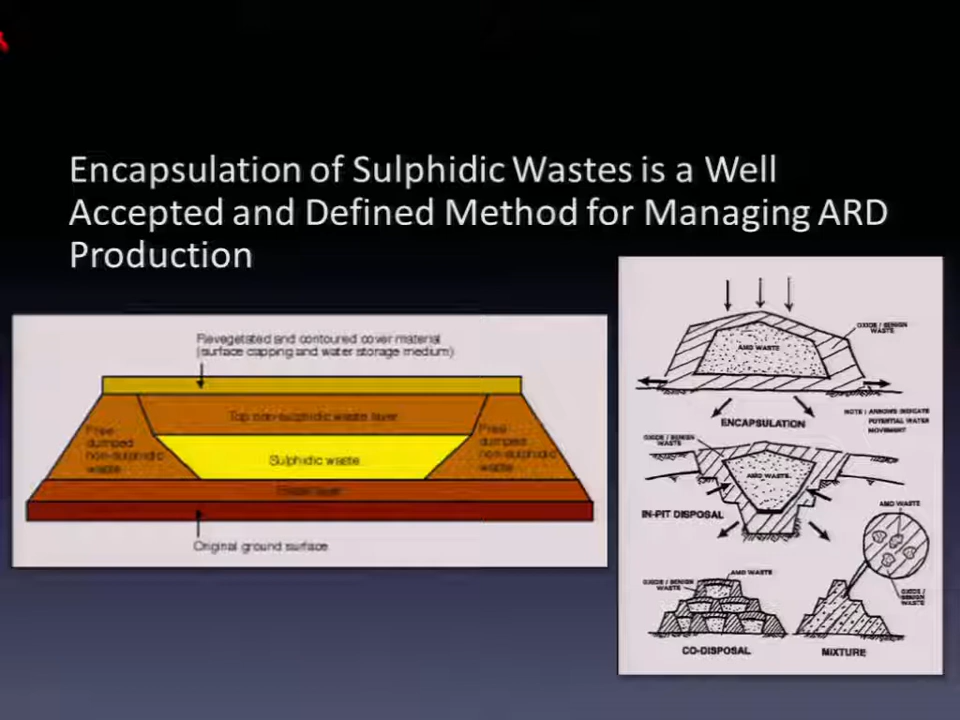 Encapsulation of Sulphidic Wastes is a Well
Accepted and Defined Method for Managing ARD
Production
Revegetated and contoured cover material
(surface capping and water storage medium)
Top non-sulphidic waste layer
Free
dumped
non-sulphidic
waste
Sulphidic waste
Free
dumped
non-sulphidic
waste
layer
Original ground surface
OXIDE / BENIGN
WASTE
AMD WASTE
NOTE : ARROWS INDICATE
POTENTIAL WATER
MOVEMENT
ENCAPSULATION
OXIDE / BENIGN
WASTE
AMD WASTE
IN-PIT DISPOSAL
AMD WASTE
OXIDE /
BENIGN
WASTE
AMD WASTE
OXIDE / BENIGN
WASTE
CO-DISPOSAL
MIXTURE